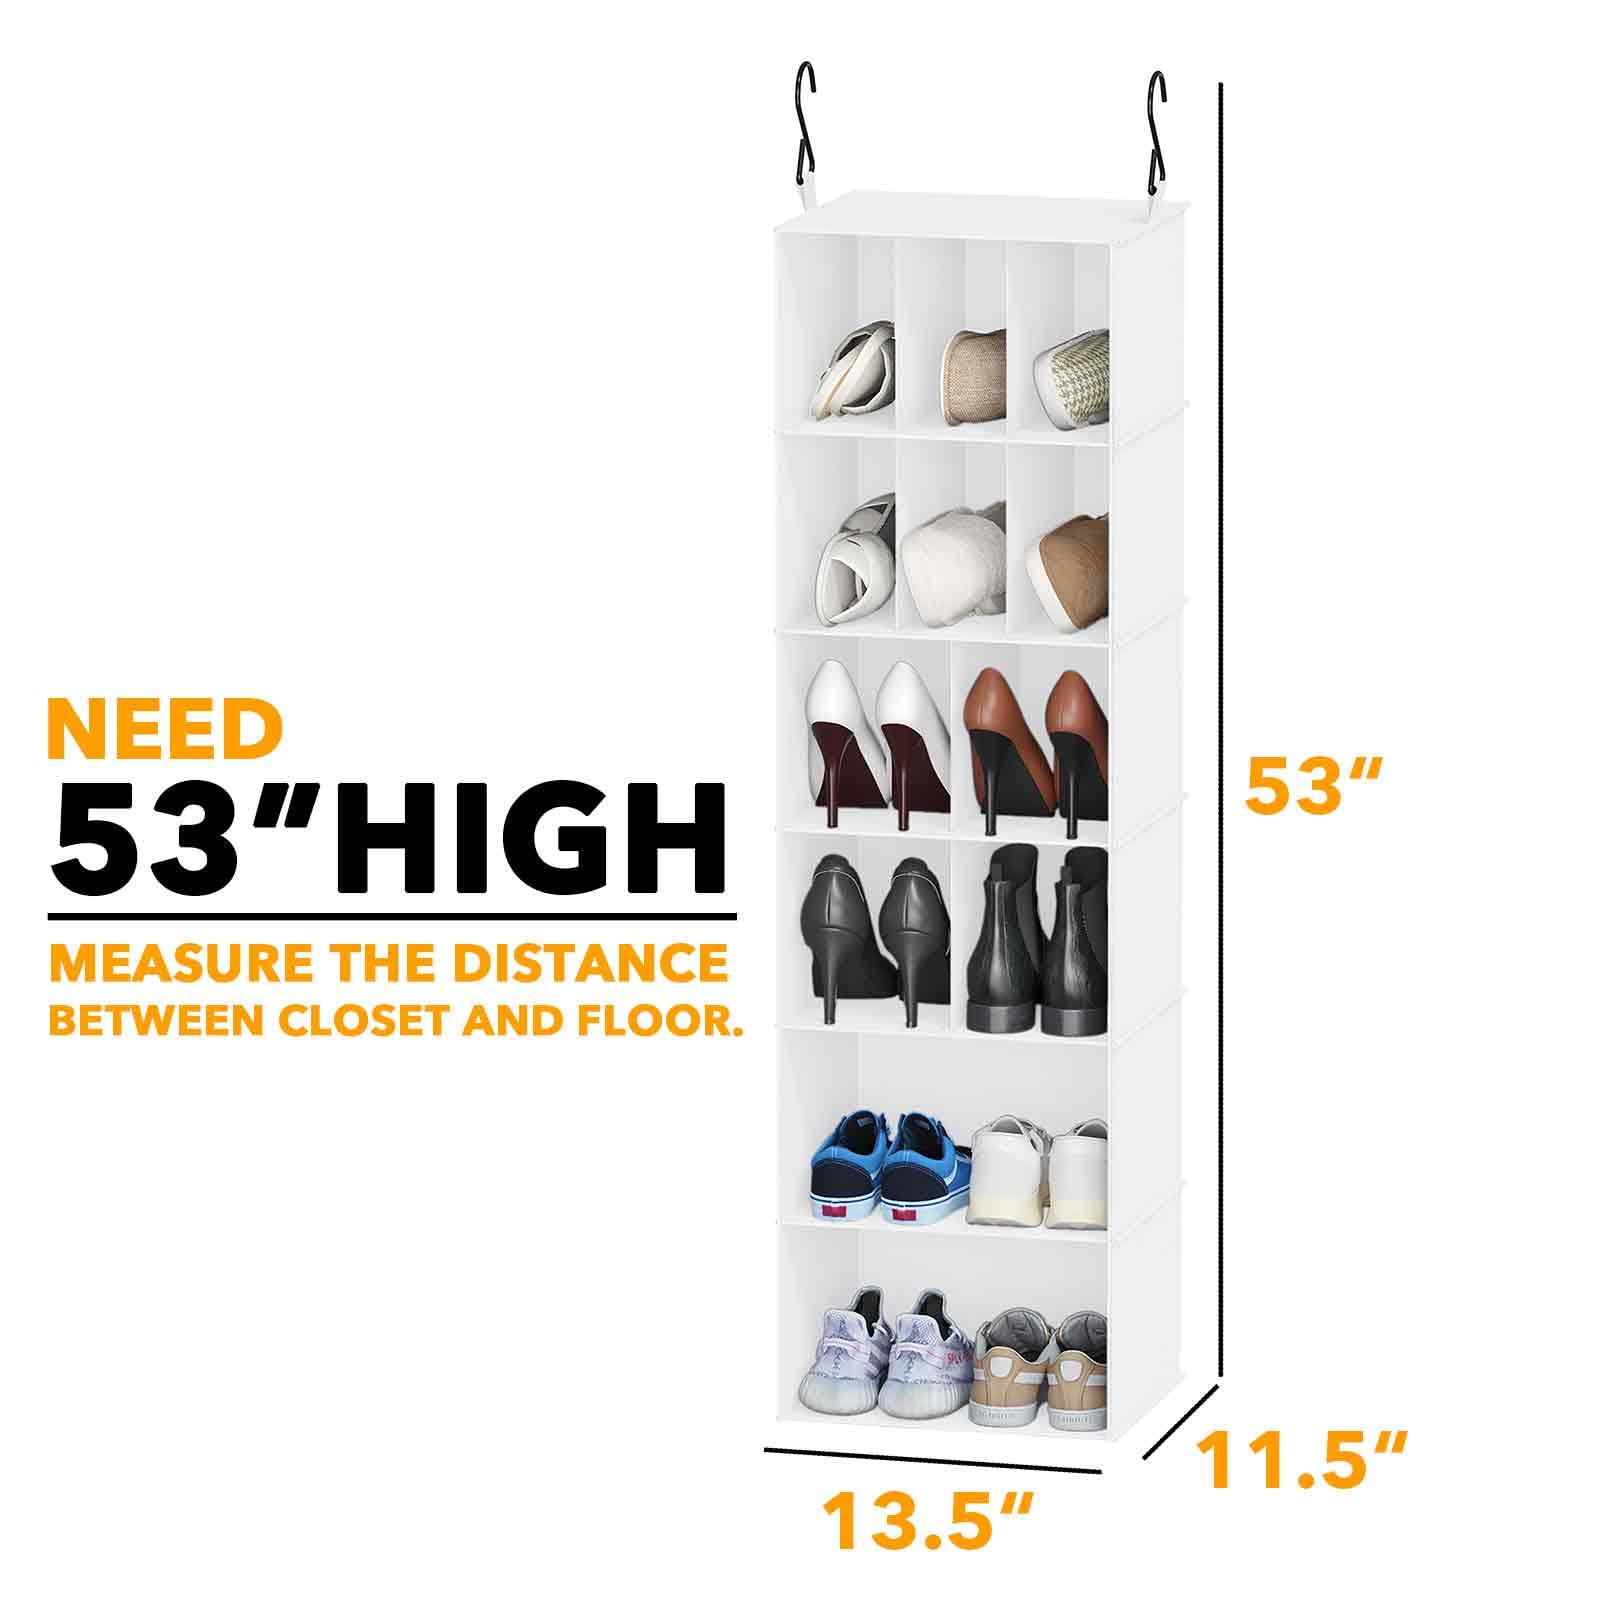 NEED
53"HIGH
MEASURE THE DISTANCE
BETWEEN CLOSET AND FLOOR.
53"
11.5"
13.5"